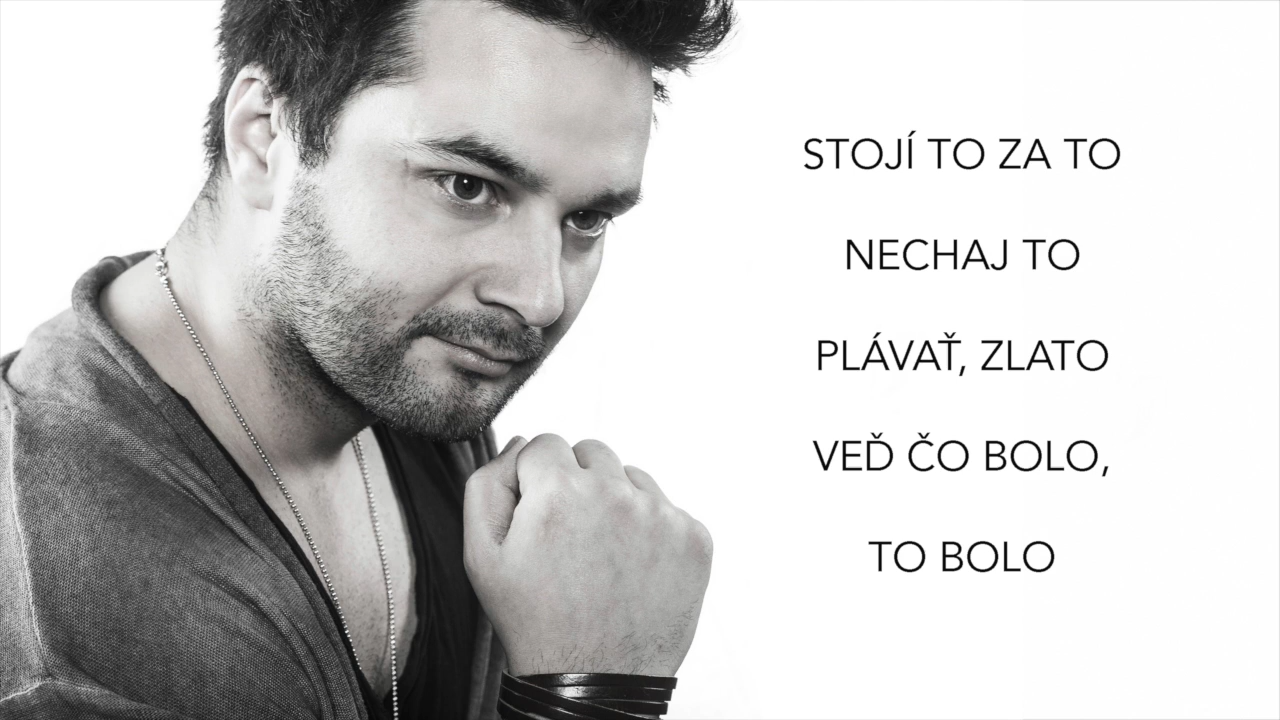 STOJÍ TO ZA TO
NECHAJ TO
PLÁVAŤ, ZLATO
VEĎ ČO BOLO,
TO BOLO